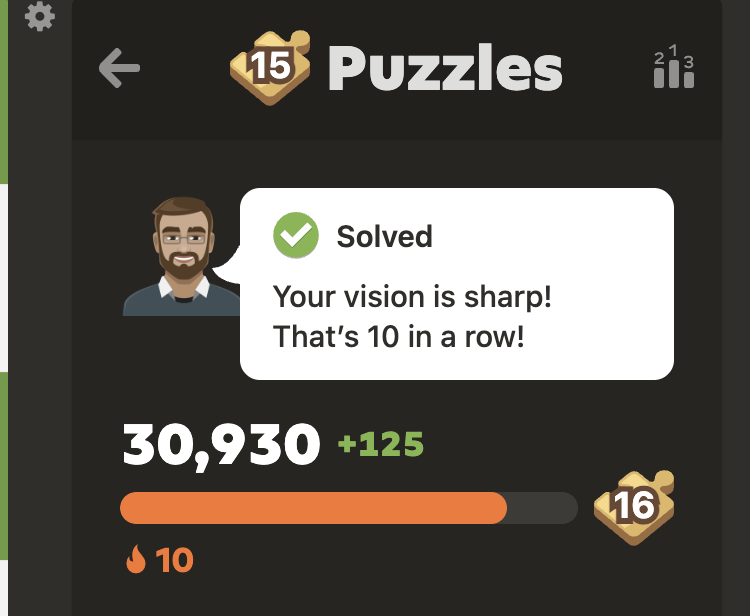 15 Puzzles
2 1 3
Solved
Your vision is sharp!
That’s 10 in a row!
30,930 +125
16
10